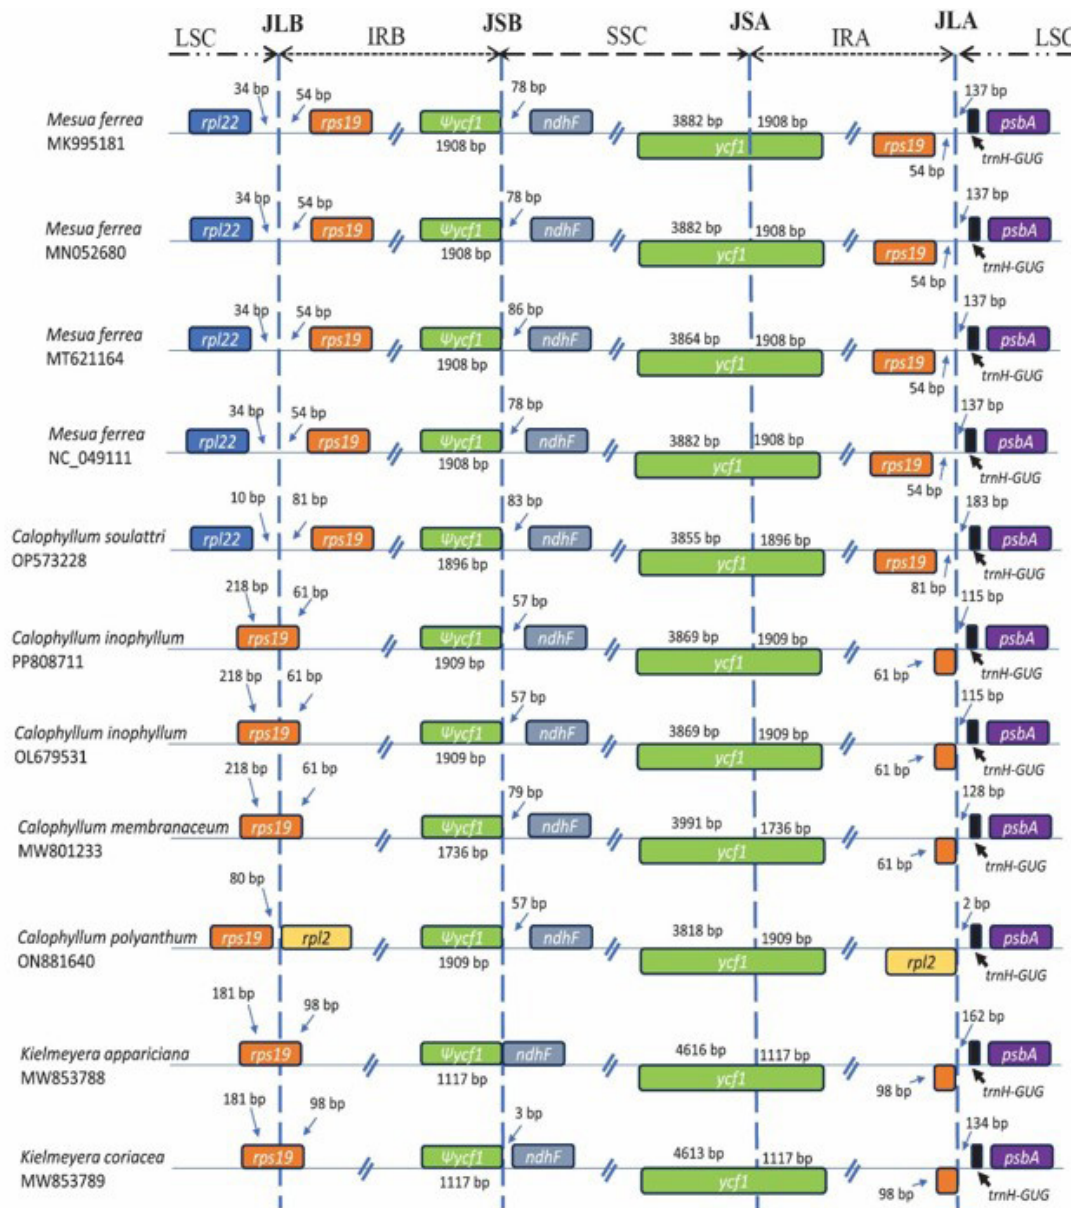 JLB JSB JSA JLA
LSC IRB SSC IRA LSC
34 bp 54 bp 78 bp 137 bp
Mesua ferrea rpl22 rps19 Ψycf1 ndhF 3882 bp 1908 bp psbA
MK995181 1908 bp ycf1 rps19 trnH-GUG
54 bp
34 bp 54 bp 78 bp 137 bp
Mesua ferrea rpl22 rps19 Ψycf1 ndhF 3882 bp 1908 bp psbA
MN052680 1908 bp ycf1 rps19 trnH-GUG
54 bp
34 bp 54 bp 86 bp 137 bp
Mesua ferrea rpl22 rps19 Ψycf1 ndhF 3864 bp 1908 bp psbA
MT621164 1908 bp ycf1 rps19 trnH-GUG
54 bp
34 bp 54 bp 78 bp 137 bp
Mesua ferrea rpl22 rps19 Ψycf1 ndhF 3882 bp 1908 bp psbA
NC_049111 1908 bp ycf1 rps19 trnH-GUG
54 bp
10 bp 81 bp 83 bp 183 bp
Calophyllum soulattri rpl22 rps19 Ψycf1 ndhF 3855 bp 1896 bp psbA
OP573228 1896 bp ycf1 rps19 trnH-GUG
81 bp
218 bp 61 bp 57 bp 115 bp
Calophyllum inophyllum rps19 Ψycf1 ndhF 3869 bp 1909 bp psbA
PP808711 1909 bp ycf1 61 bp trnH-GUG
218 bp 61 bp 57 bp 115 bp
Calophyllum inophyllum rps19 Ψycf1 ndhF 3869 bp 1909 bp psbA
OL679531 1909 bp ycf1 61 bp trnH-GUG
218 bp 61 bp 79 bp 128 bp
Calophyllum membranaceum rps19 Ψycf1 ndhF 3991 bp 1736 bp psbA
MW801233 1736 bp ycf1 61 bp trnH-GUG
80 bp 57 bp 2 bp
Calophyllum polyanthum rps19 rpl2 Ψycf1 ndhF 3818 bp 1909 bp psbA
ON881640 1909 bp ycf1 rpl2 trnH-GUG
181 bp 98 bp 162 bp
Kielmeyera appariciana rps19 Ψycf1 ndhF 4616 bp 1117 bp psbA
MW853788 1117 bp ycf1 98 bp trnH-GUG
181 bp 98 bp 3 bp 134 bp
Kielmeyera coriacea rps19 Ψycf1 ndhF 4613 bp 1117 bp psbA
MW853789 1117 bp ycf1 98 bp trnH-GUG